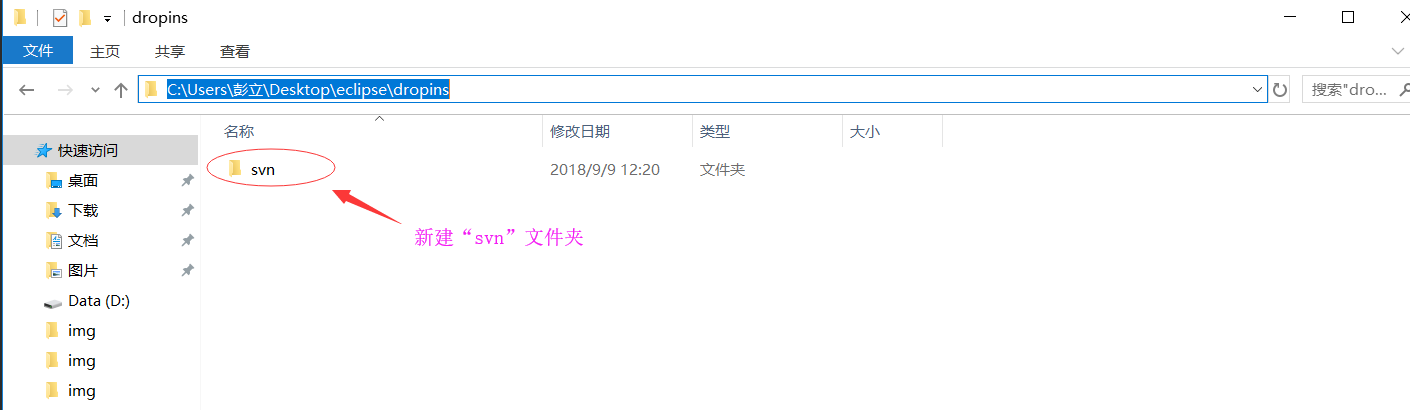 dropins
文件 主页 共享 查看
C:\Users\彭立\Desktop\eclipse\dropins 搜索"dro...
名称 修改日期 类型 大小
快速访问
svn 2018/9/9 12:20 文件夹
桌面
下载
新建“svn”文件夹
文档
图片
Data (D:)
img
img
img